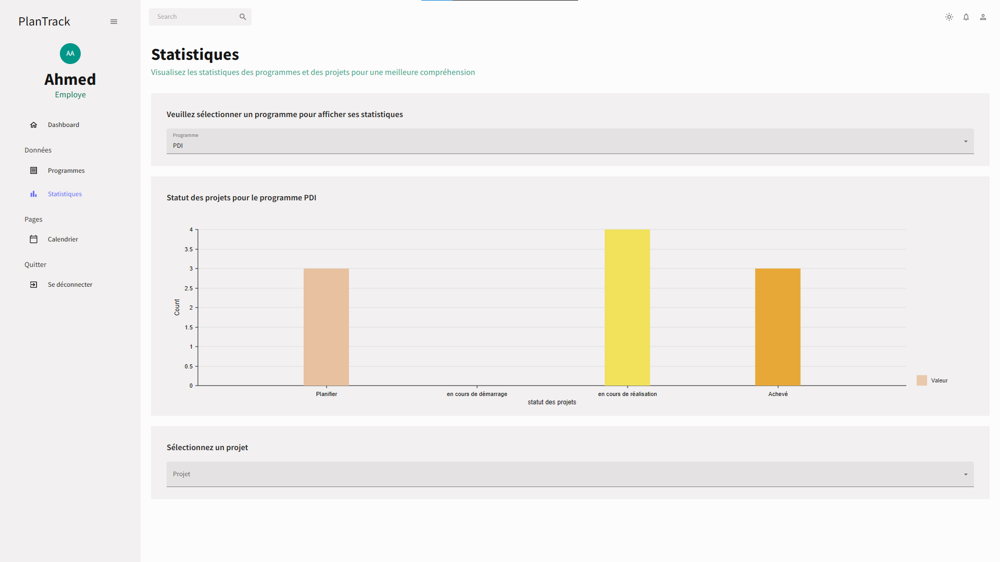 PlanTrack
Search
AA
Ahmed
Employe
Dashboard
Données
Programmes
Statistiques
Pages
Calendrier
Quitter
Se déconnecter
Statistiques
Visualisez les statistiques des programmes et des projets pour une meilleure compréhension
Veuillez sélectionner un programme pour afficher ses statistiques
Programme
PDI
Statut des projets pour le programme PDI
4
3.5
3
2.5
2
1.5
1
0.5
0
Count
Planifier
en cours de démarrage
en cours de réalisation
Achevé
statut des projets
Valeur
Sélectionnez un projet
Projet